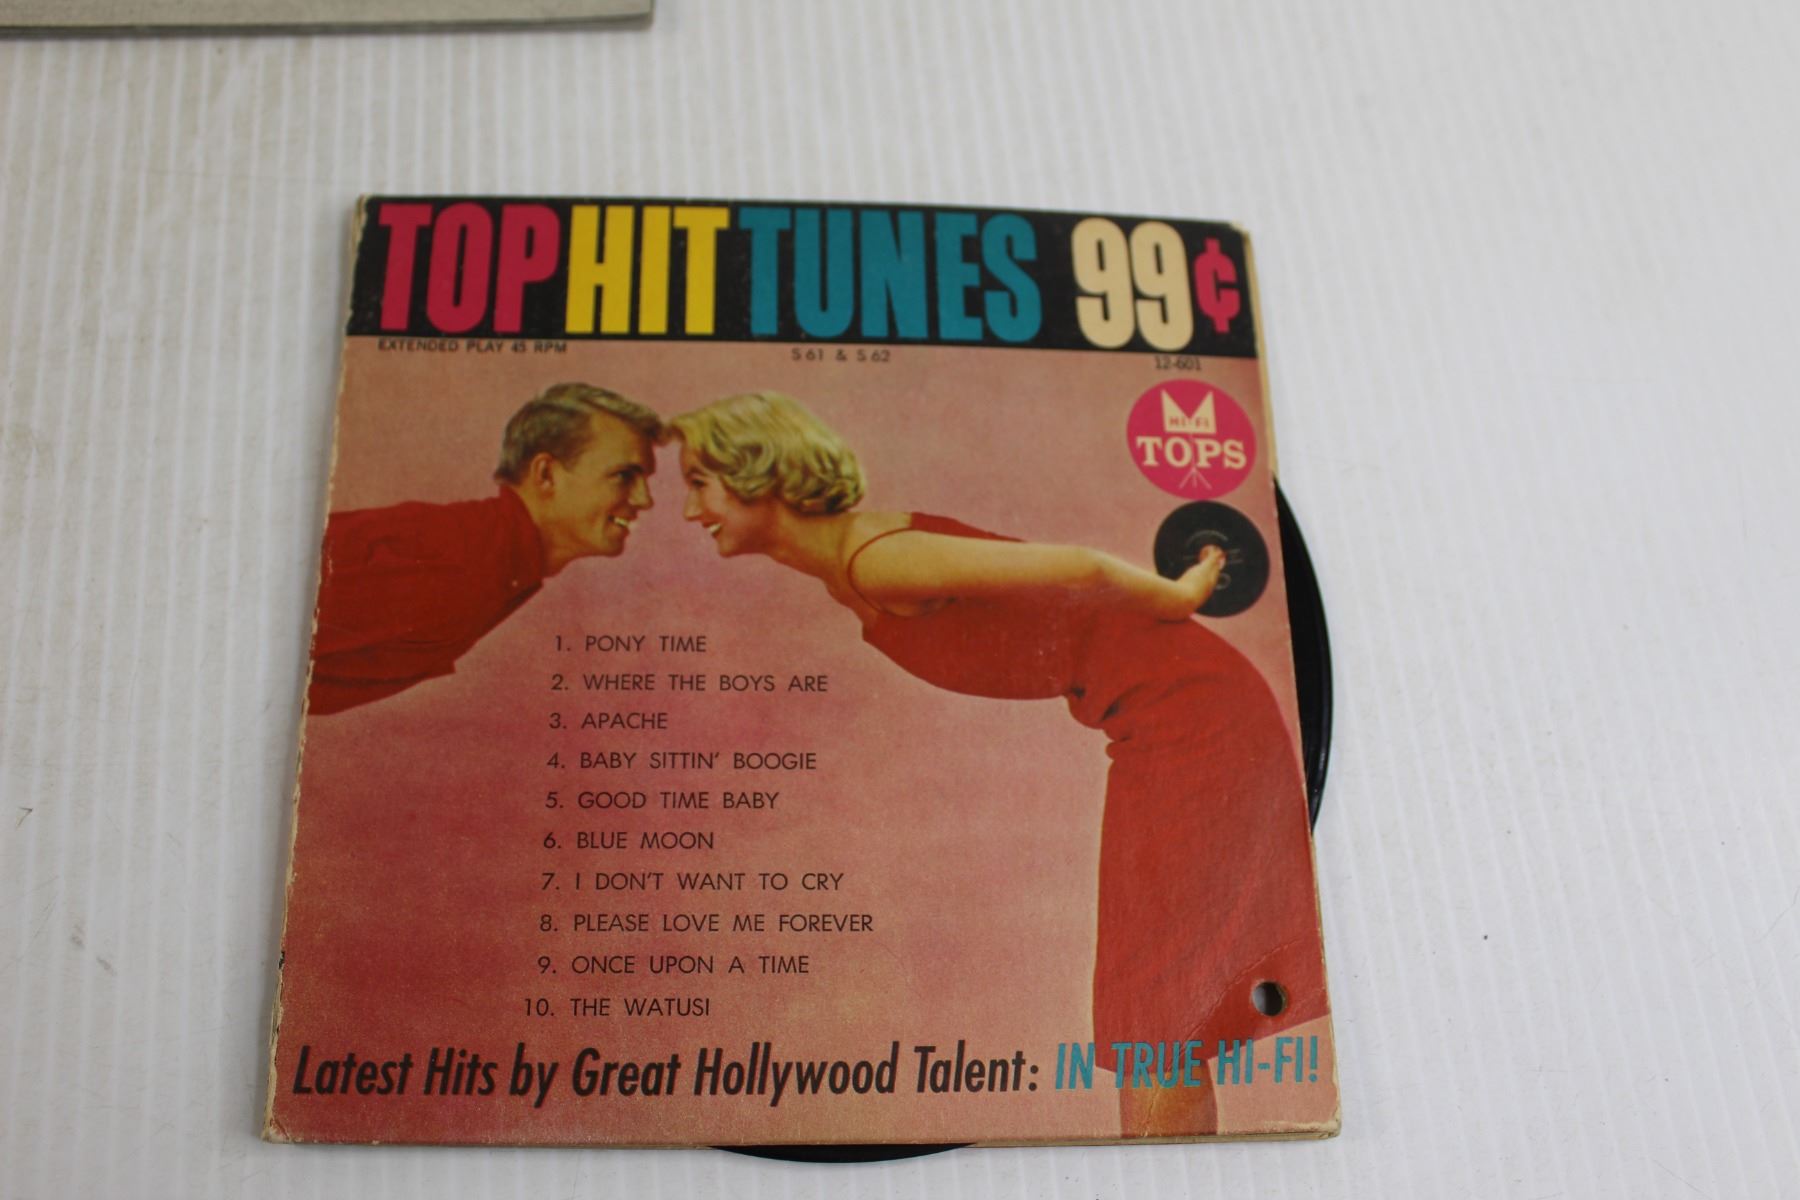 TOP HIT TUNES 99¢
EXTENDED PLAY 45 RPM S 61 & S 62 12-601
HI-FI
TOPS
1. PONY TIME
2. WHERE THE BOYS ARE
3. APACHE
4. BABY SITTIN' BOOGIE
5. GOOD TIME BABY
6. BLUE MOON
7. I DON'T WANT TO CRY
8. PLEASE LOVE ME FOREVER
9. ONCE UPON A TIME
10. THE WATUSI
Latest Hits by Great Hollywood Talent: IN TRUE HI-FI!